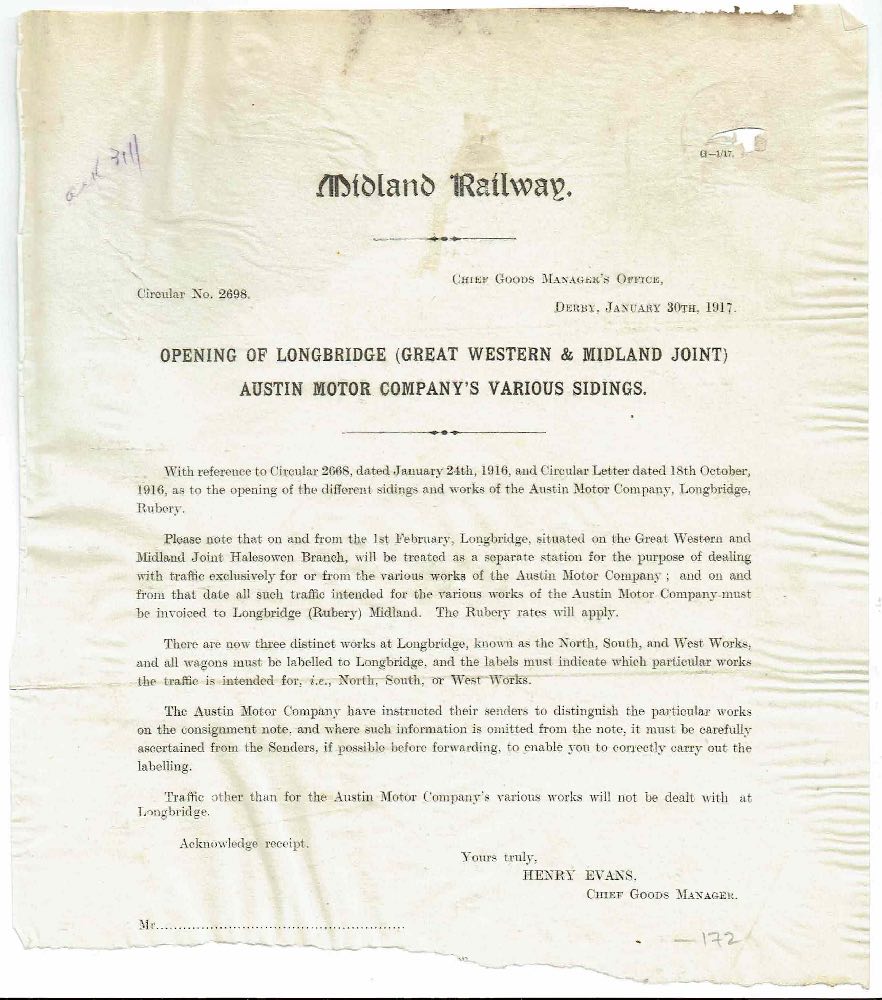 G—1/17.
and 311
Midland Railway.
Chief Goods Manager's Office,
Circular No. 2698.
Derby, January 30th, 1917.
OPENING OF LONGBRIDGE (GREAT WESTERN & MIDLAND JOINT)
AUSTIN MOTOR COMPANY'S VARIOUS SIDINGS.
With reference to Circular 2668, dated January 24th, 1916, and Circular Letter dated 18th October,
1916, as to the opening of the different sidings and works of the Austin Motor Company, Longbridge,
Rubery.
Please note that on and from the 1st February, Longbridge, situated on the Great Western and
Midland Joint Halesowen Branch, will be treated as a separate station for the purpose of dealing
with traffic exclusively for or from the various works of the Austin Motor Company; and on and
from that date all such traffic intended for the various works of the Austin Motor Company must
be invoiced to Longbridge (Rubery) Midland. The Rubery rates will apply.
There are now three distinct works at Longbridge, known as the North, South, and West Works,
and all wagons must be labelled to Longbridge, and the labels must indicate which particular works
the traffic is intended for, i.e., North, South, or West Works.
The Austin Motor Company have instructed their senders to distinguish the particular works
on the consignment note, and where such information is omitted from the note, it must be carefully
ascertained from the Senders, if possible before forwarding, to enable you to correctly carry out the
labelling.
Traffic other than for the Austin Motor Company's various works will not be dealt with at
Longbridge.
Acknowledge receipt.
Yours truly,
HENRY EVANS.
Chief Goods Manager.
Mr.......................................................
—172